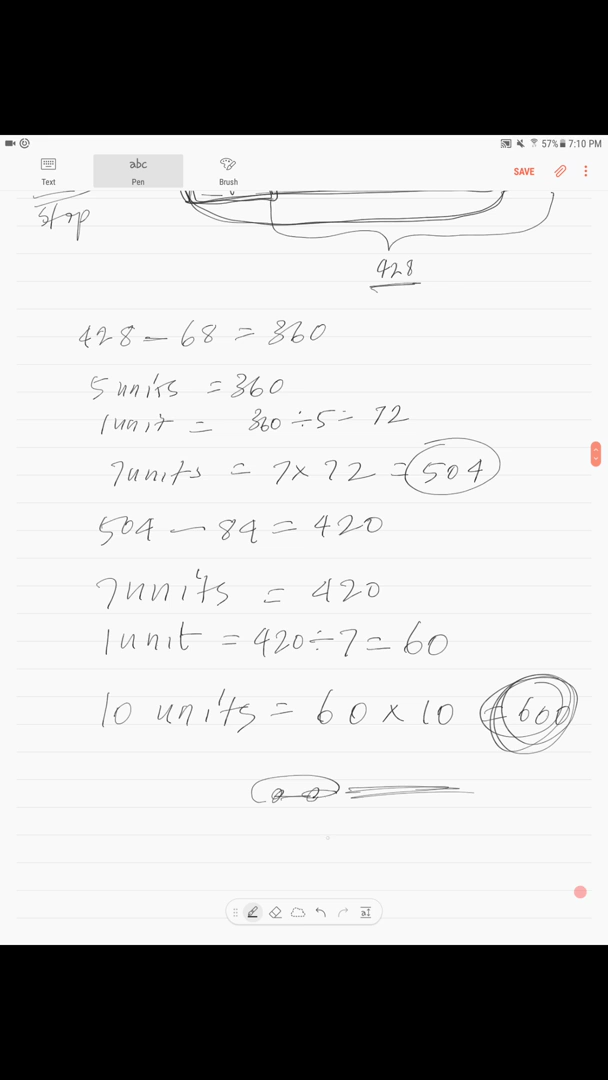 57% 7:10 PM
abc
Text
Pen
Brush
SAVE
Stop
428
428 - 68 = 360
5 units = 360
1 unit = 360 ÷ 5 = 72
7 units = 7 x 72 = 504
504 - 84 = 420
7 units = 420
1 unit = 420 ÷ 7 = 60
10 units = 60 x 10 = 600